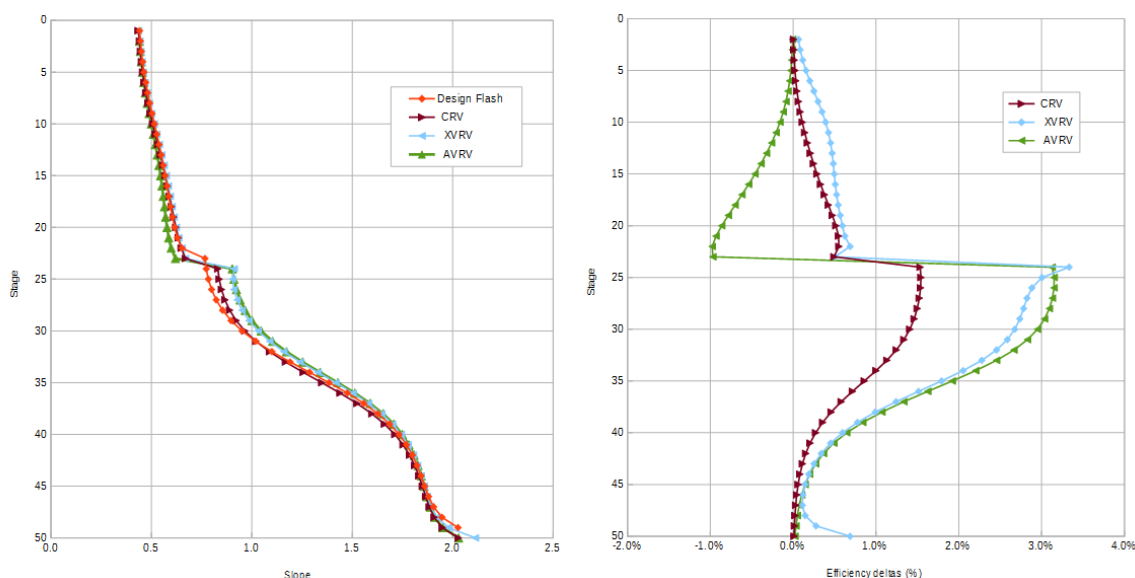 0
5
10
15
20
25
30
35
40
45
50
Stage
0.0 0.5 1.0 1.5 2.0 2.5
Slope
Design Flash
CRV
XVRV
AVRV
0
5
10
15
20
25
30
35
40
45
50
Stage
-2.0% -1.0% 0.0% 1.0% 2.0% 3.0% 4.0%
Efficiency deltas (%)
CRV
XVRV
AVRV